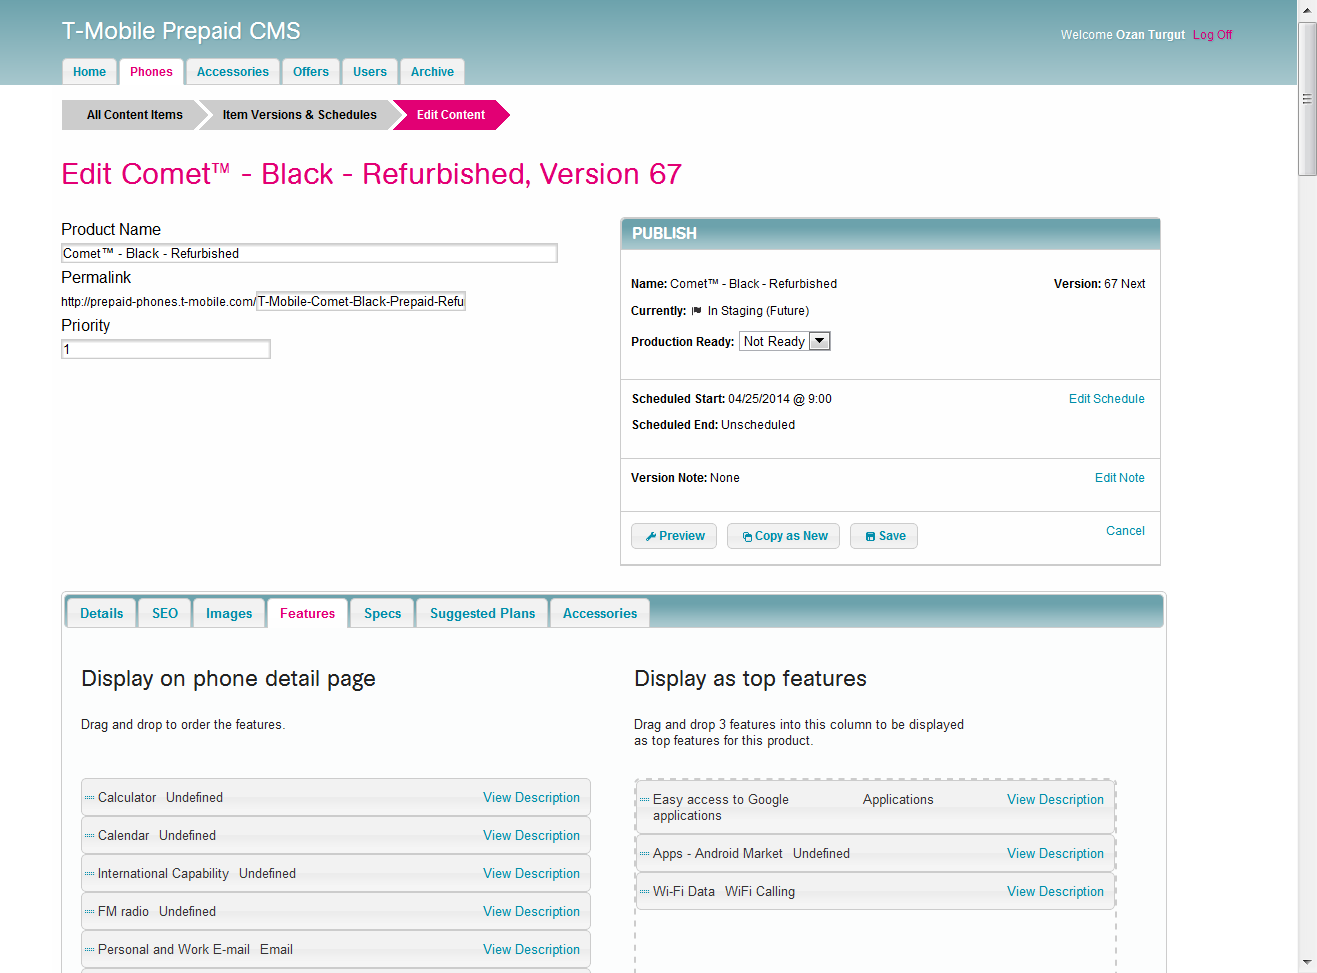 T-Mobile Prepaid CMS
Welcome Ozan Turgut Log Off
Home Phones Accessories Offers Users Archive
All Content Items Item Versions & Schedules Edit Content
Edit Comet™ - Black - Refurbished, Version 67
Product Name
Comet™ - Black - Refurbished
Permalink
http://prepaid-phones.t-mobile.com/T-Mobile-Comet-Black-Prepaid-Refu
Priority
1
PUBLISH
Name: Comet™ - Black - Refurbished Version: 67 Next
Currently: In Staging (Future)
Production Ready: Not Ready
Scheduled Start: 04/25/2014 @ 9:00 Edit Schedule
Scheduled End: Unscheduled
Version Note: None Edit Note
Preview Copy as New Save Cancel
Details SEO Images Features Specs Suggested Plans Accessories
Display on phone detail page
Drag and drop to order the features.
Calculator Undefined View Description
Calendar Undefined View Description
International Capability Undefined View Description
FM radio Undefined View Description
Personal and Work E-mail Email View Description
Display as top features
Drag and drop 3 features into this column to be displayed
as top features for this product.
Easy access to Google Applications View Description
applications
Apps - Android Market Undefined View Description
Wi-Fi Data WiFi Calling View Description